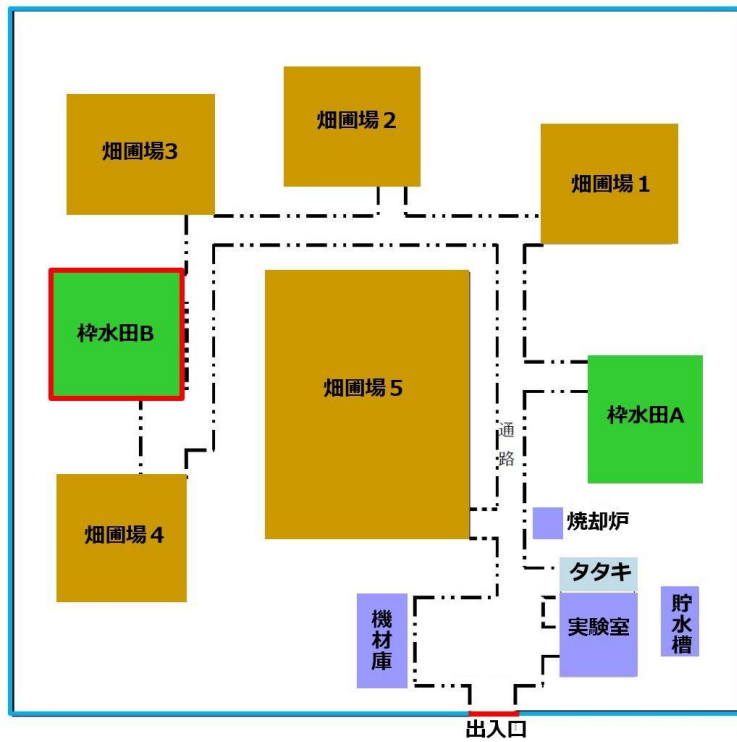 畑圃場2
畑圃場3
畑圃場1
枠水田B
畑圃場5
枠水田A
通路
畑圃場4
焼却炉
タタキ
機材庫
実験室
貯水槽
出入口